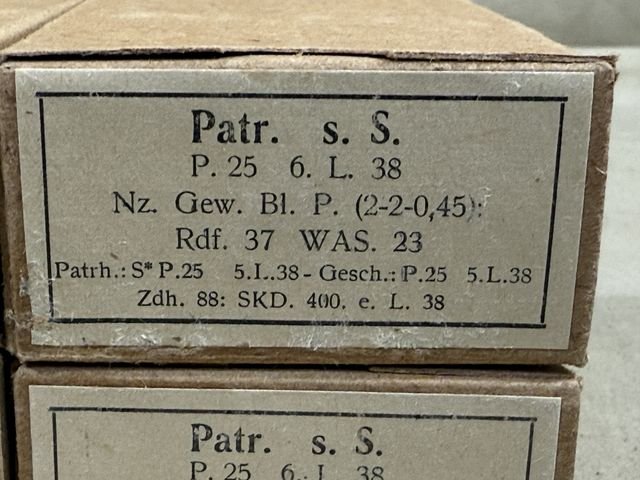 Patr. s. S.
P. 25 6. L. 38
Nz. Gew. Bl. P. (2-2-0,45):
Rdf. 37 WAS. 23
Patrh.: S* P.25 5.L.38 - Gesch.: P.25 5.L.38
Zdh. 88: SKD. 400. e. L. 38
Patr. s. S.
P. 25 6. L. 38